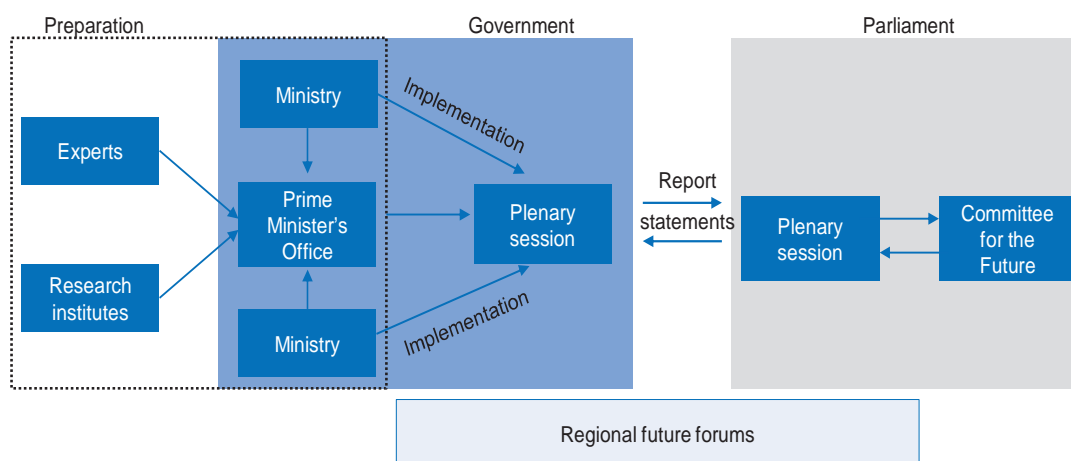 Preparation
Government
Parliament
Ministry
Implementation
Experts
Prime
Minister's
Office
Plenary
session
Report
statements
Plenary
session
Committee
for the
Future
Research
institutes
Ministry
Implementation
Regional future forums